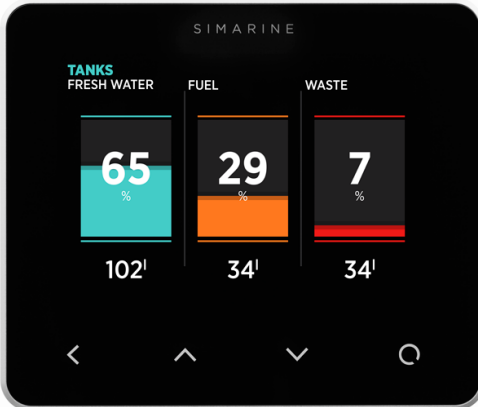 SIMARINE
TANKS
FRESH WATER
FUEL
WASTE
65
%
29
%
7
%
102l
34l
34l